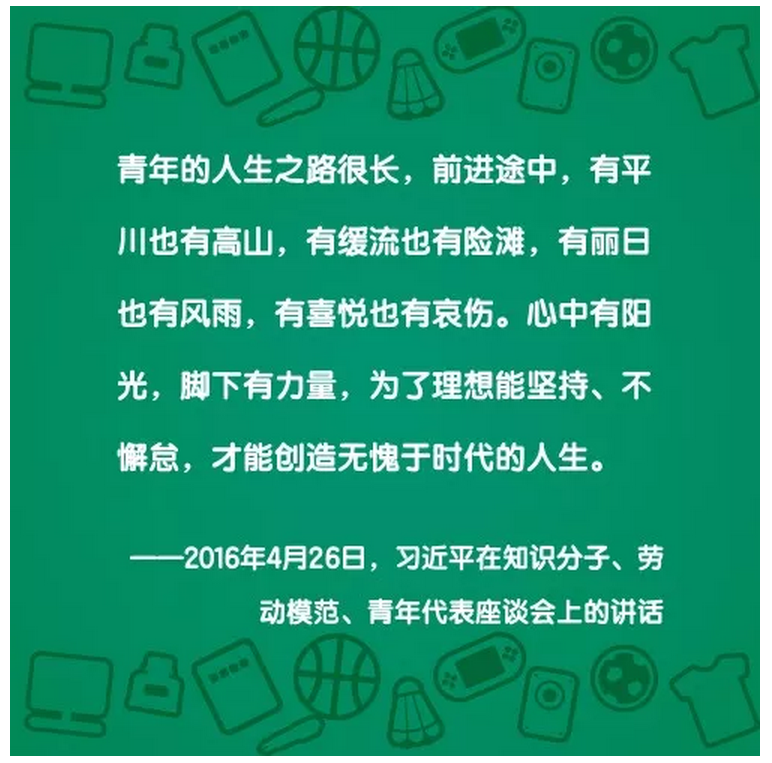 青年的人生之路很长，前进途中，有平
川也有高山，有缓流也有险滩，有丽日
也有风雨，有喜悦也有哀伤。心中有阳
光，脚下有力量，为了理想能坚持、不
懈怠，才能创造无愧于时代的人生。
——2016年4月26日，习近平在知识分子、劳
动模范、青年代表座谈会上的讲话